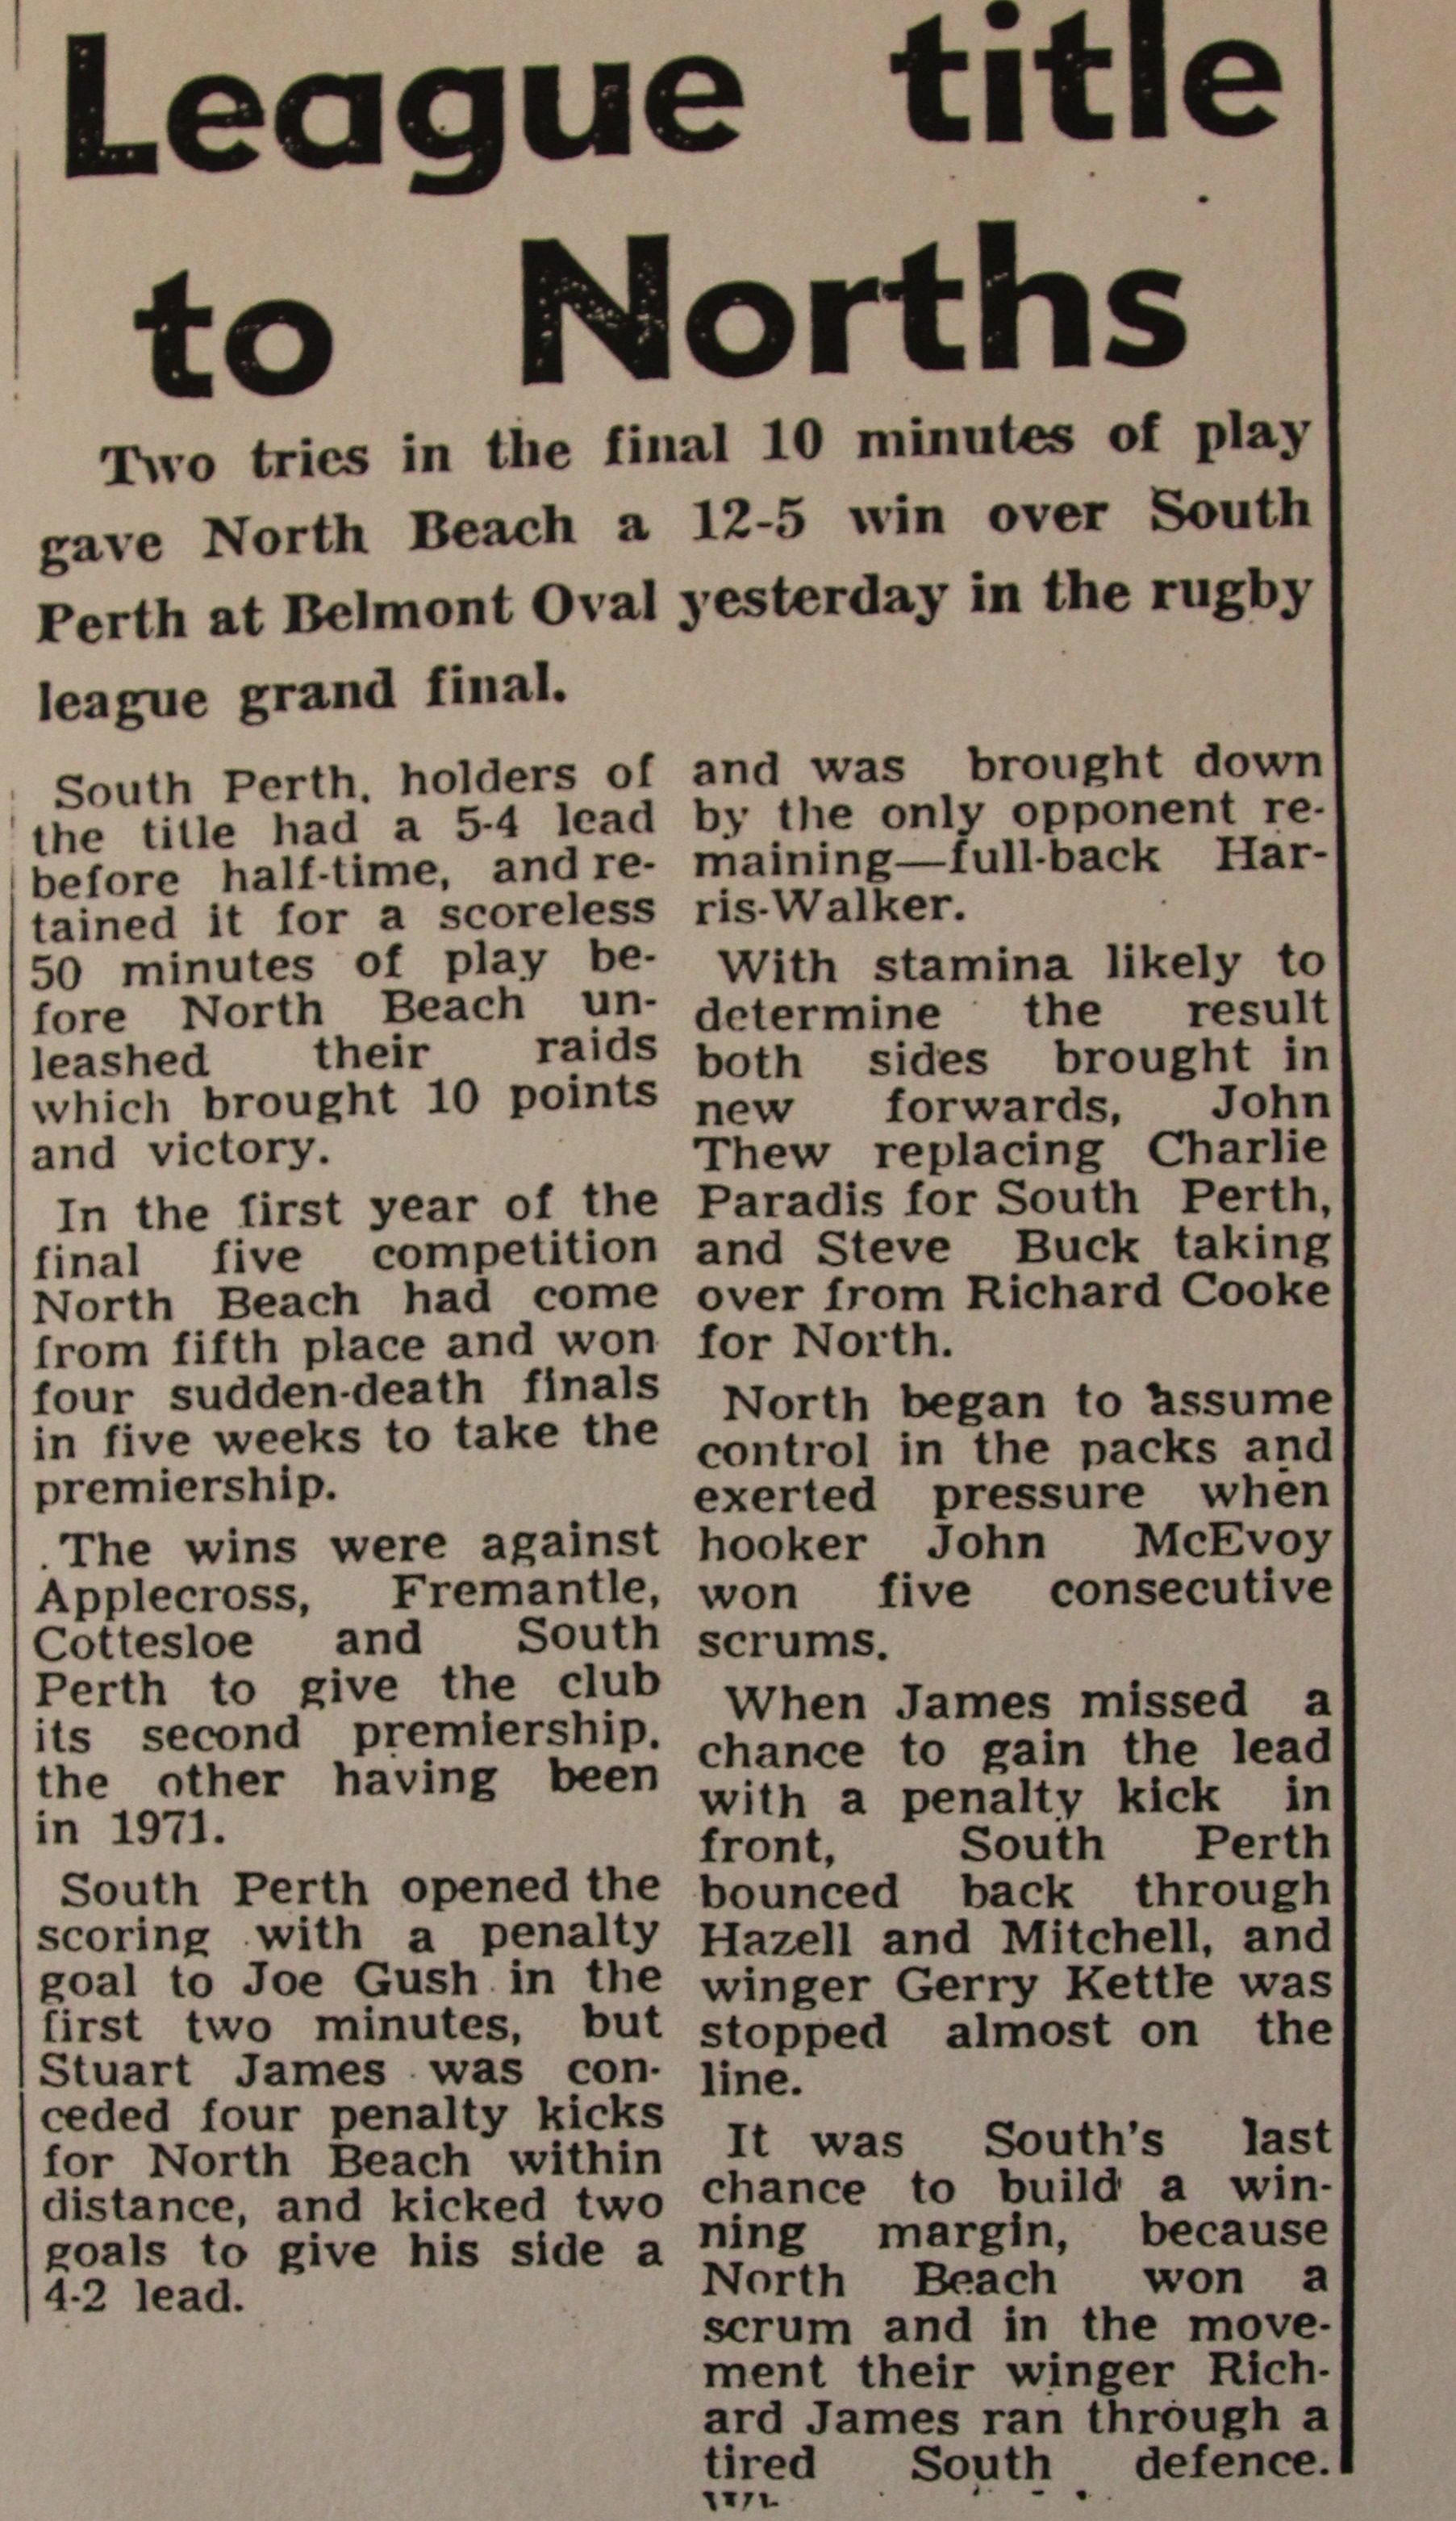 League title
to Norths
Two tries in the final 10 minutes of play
gave North Beach a 12-5 win over South
Perth at Belmont Oval yesterday in the rugby
league grand final.
South Perth, holders of
the title had a 5-4 lead
before half-time, and re-
tained it for a scoreless
50 minutes of play be-
fore North Beach un-
leashed their raids
which brought 10 points
and victory.
In the first year of the
final five competition
North Beach had come
from fifth place and won
four sudden-death finals
in five weeks to take the
premiership.
The wins were against
Applecross, Fremantle,
Cottesloe and South
Perth to give the club
its second premiership,
the other having been
in 1971.
South Perth opened the
scoring with a penalty
goal to Joe Gush in the
first two minutes, but
Stuart James was con-
ceded four penalty kicks
for North Beach within
distance, and kicked two
goals to give his side a
4-2 lead.
and was brought down
by the only opponent re-
maining—full-back Har-
ris-Walker.
With stamina likely to
determine the result
both sides brought in
new forwards, John
Thew replacing Charlie
Paradis for South Perth,
and Steve Buck taking
over from Richard Cooke
for North.
North began to assume
control in the packs and
exerted pressure when
hooker John McEvoy
won five consecutive
scrums.
When James missed a
chance to gain the lead
with a penalty kick in
front, South Perth
bounced back through
Hazell and Mitchell, and
winger Gerry Kettle was
stopped almost on the
line.
It was South's last
chance to build a win-
ning margin, because
North Beach won a
scrum and in the move-
ment their winger Rich-
ard James ran through a
tired South defence.